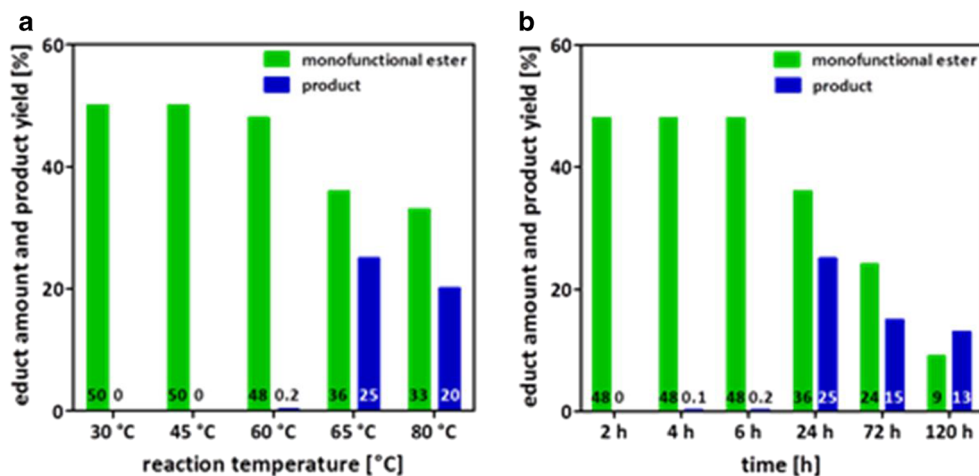 a
educt amount and product yield [%]
60
40
20
0
monofunctional ester
product
50 0 50 0 48 0.2 36 25 33 20
30 °C 45 °C 60 °C 65 °C 80 °C
reaction temperature [°C]
b
educt amount and product yield [%]
60
40
20
0
monofunctional ester
product
48 0 48 0.1 48 0.2 36 25 24 15 9 13
2 h 4 h 6 h 24 h 72 h 120 h
time [h]